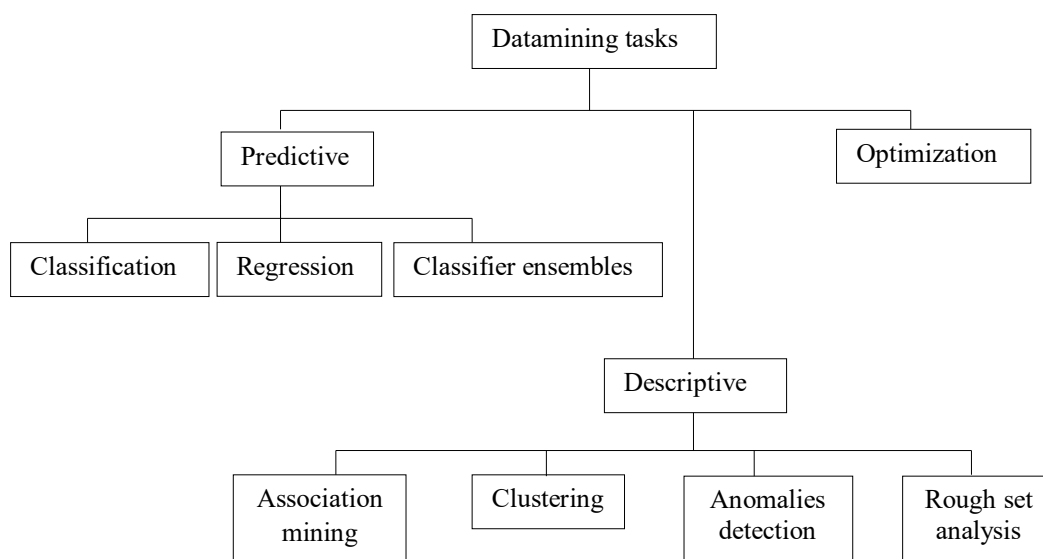 Datamining tasks
Predictive
Optimization
Classification
Regression
Classifier ensembles
Descriptive
Association
mining
Clustering
Anomalies
detection
Rough set
analysis